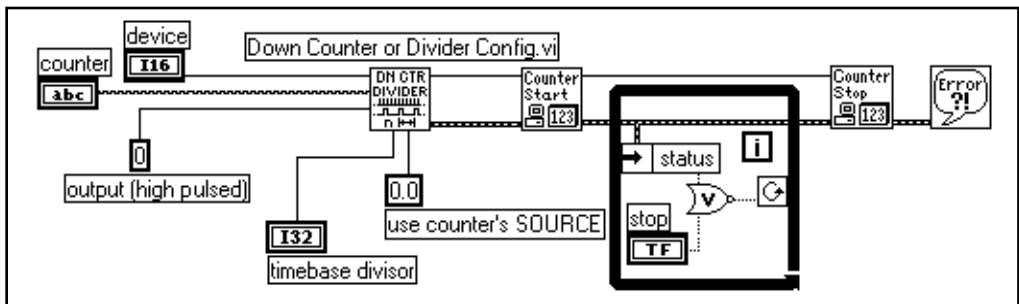 device
I16
counter
abc
Down Counter or Divider Config.vi
DN CTR
DIVIDER
n
Counter
Start
123
Counter
Stop
123
Error
?!
0
output (high pulsed)
0.0
use counter's SOURCE
I32
timebase divisor
status
i
V
stop
TF